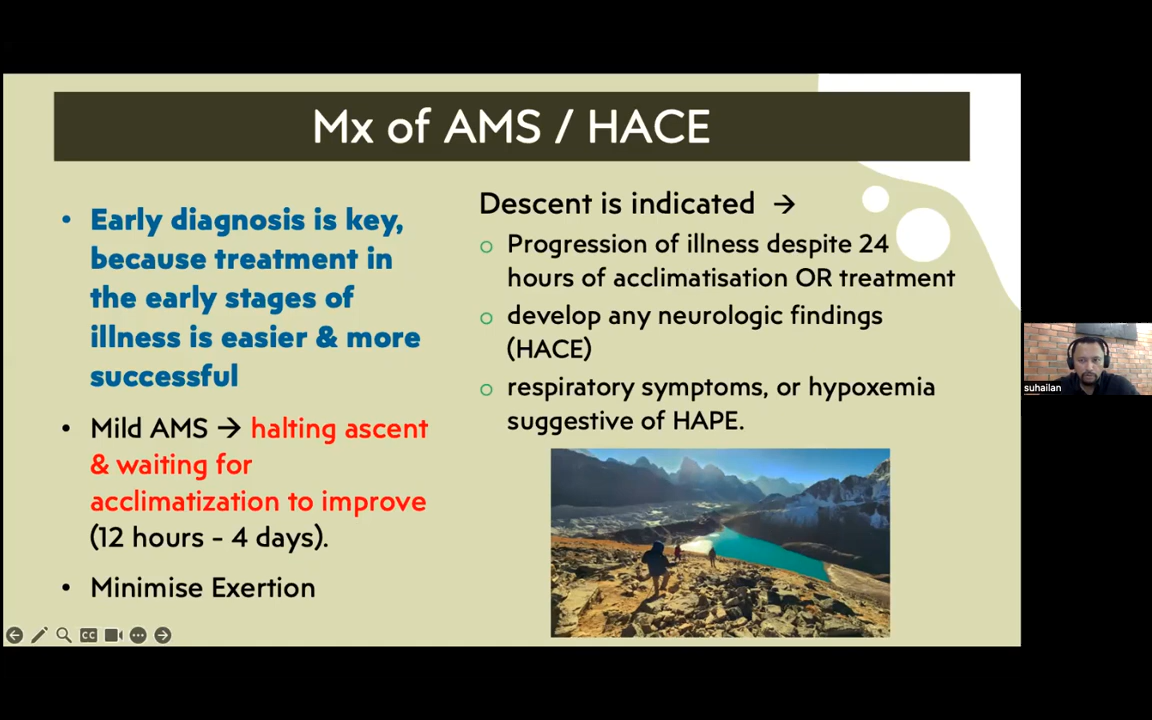 Mx of AMS / HACE
• Early diagnosis is key,
because treatment in
the early stages of
illness is easier & more
successful
• Mild AMS → halting ascent
& waiting for
acclimatization to improve
(12 hours - 4 days).
• Minimise Exertion
Descent is indicated →
o Progression of illness despite 24
hours of acclimatisation OR treatment
o develop any neurologic findings
(HACE)
o respiratory symptoms, or hypoxemia
suggestive of HAPE.
CC
suhailan